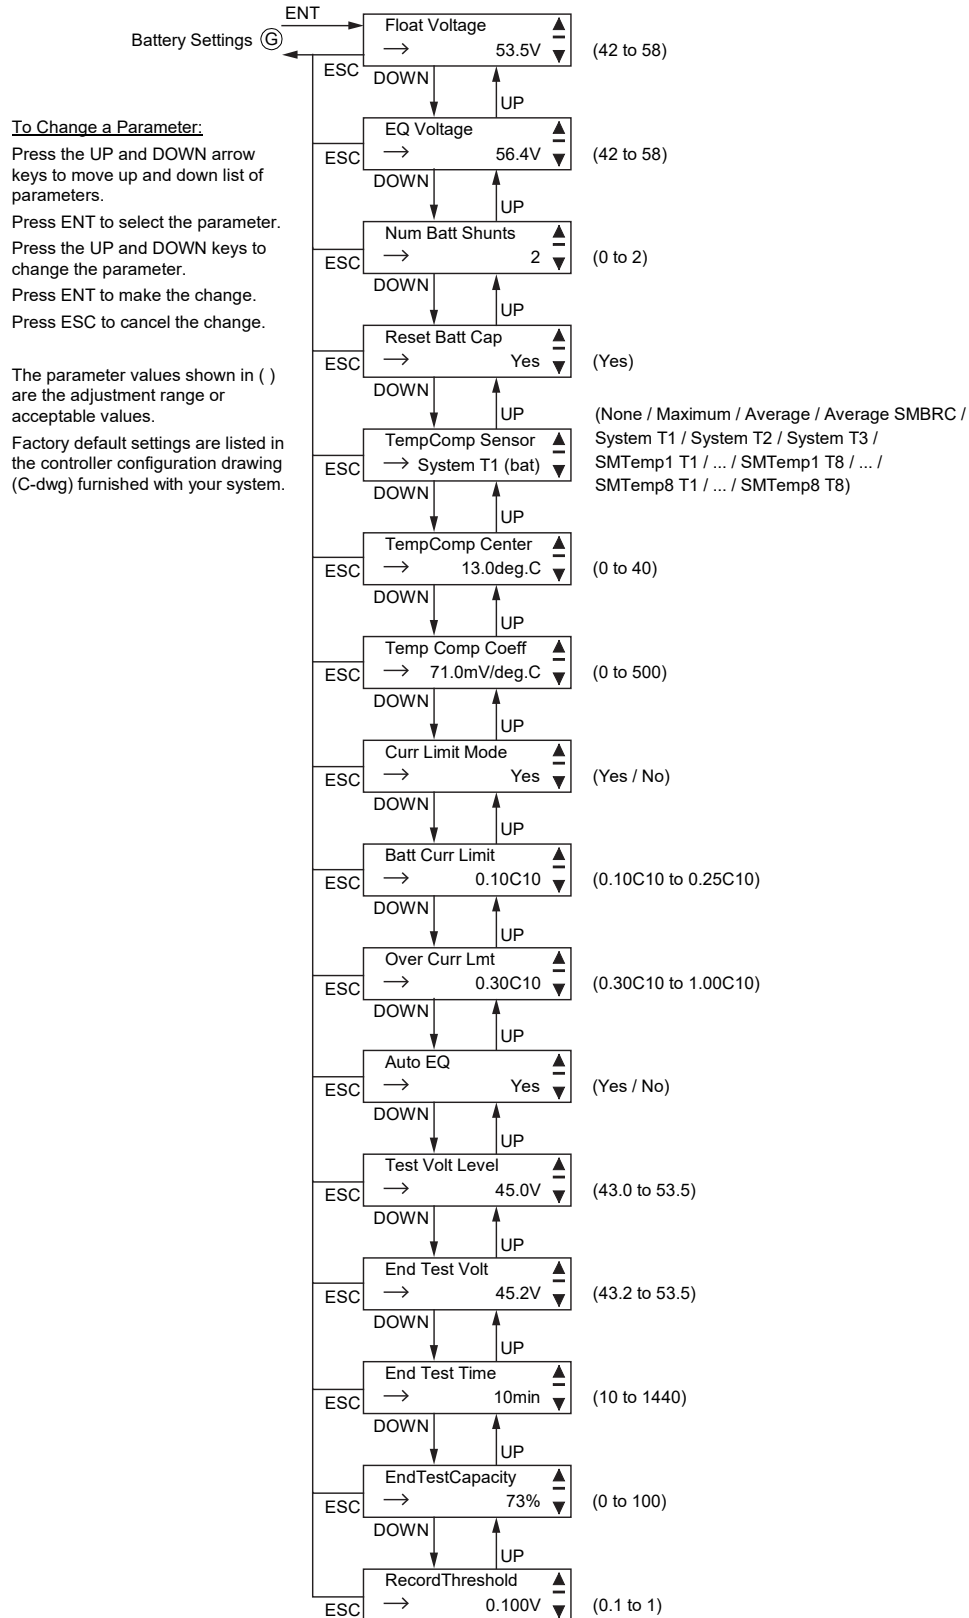 ENT
Battery Settings G
ESC
Float Voltage
→ 53.5V
(42 to 58)
DOWN
UP
To Change a Parameter:
Press the UP and DOWN arrow
keys to move up and down list of
parameters.
Press ENT to select the parameter.
Press the UP and DOWN keys to
change the parameter.
Press ENT to make the change.
Press ESC to cancel the change.
The parameter values shown in ( )
are the adjustment range or
acceptable values.
Factory default settings are listed in
the controller configuration drawing
(C-dwg) furnished with your system.
EQ Voltage
→ 56.4V
(42 to 58)
ESC
DOWN
UP
Num Batt Shunts
→ 2
(0 to 2)
ESC
DOWN
UP
Reset Batt Cap
→ Yes
(Yes)
ESC
DOWN
UP
TempComp Sensor
→ System T1 (bat)
(None / Maximum / Average / Average SMBRC /
System T1 / System T2 / System T3 /
SMTemp1 T1 / ... / SMTemp1 T8 / ... /
SMTemp8 T1 / ... / SMTemp8 T8)
ESC
DOWN
UP
TempComp Center
→ 13.0deg.C
(0 to 40)
ESC
DOWN
UP
Temp Comp Coeff
→ 71.0mV/deg.C
(0 to 500)
ESC
DOWN
UP
Curr Limit Mode
→ Yes
(Yes / No)
ESC
DOWN
UP
Batt Curr Limit
→ 0.10C10
(0.10C10 to 0.25C10)
ESC
DOWN
UP
Over Curr Lmt
→ 0.30C10
(0.30C10 to 1.00C10)
ESC
DOWN
UP
Auto EQ
→ Yes
(Yes / No)
ESC
DOWN
UP
Test Volt Level
→ 45.0V
(43.0 to 53.5)
ESC
DOWN
UP
End Test Volt
→ 45.2V
(43.2 to 53.5)
ESC
DOWN
UP
End Test Time
→ 10min
(10 to 1440)
ESC
DOWN
UP
EndTestCapacity
→ 73%
(0 to 100)
ESC
DOWN
UP
RecordThreshold
→ 0.100V
(0.1 to 1)
ESC